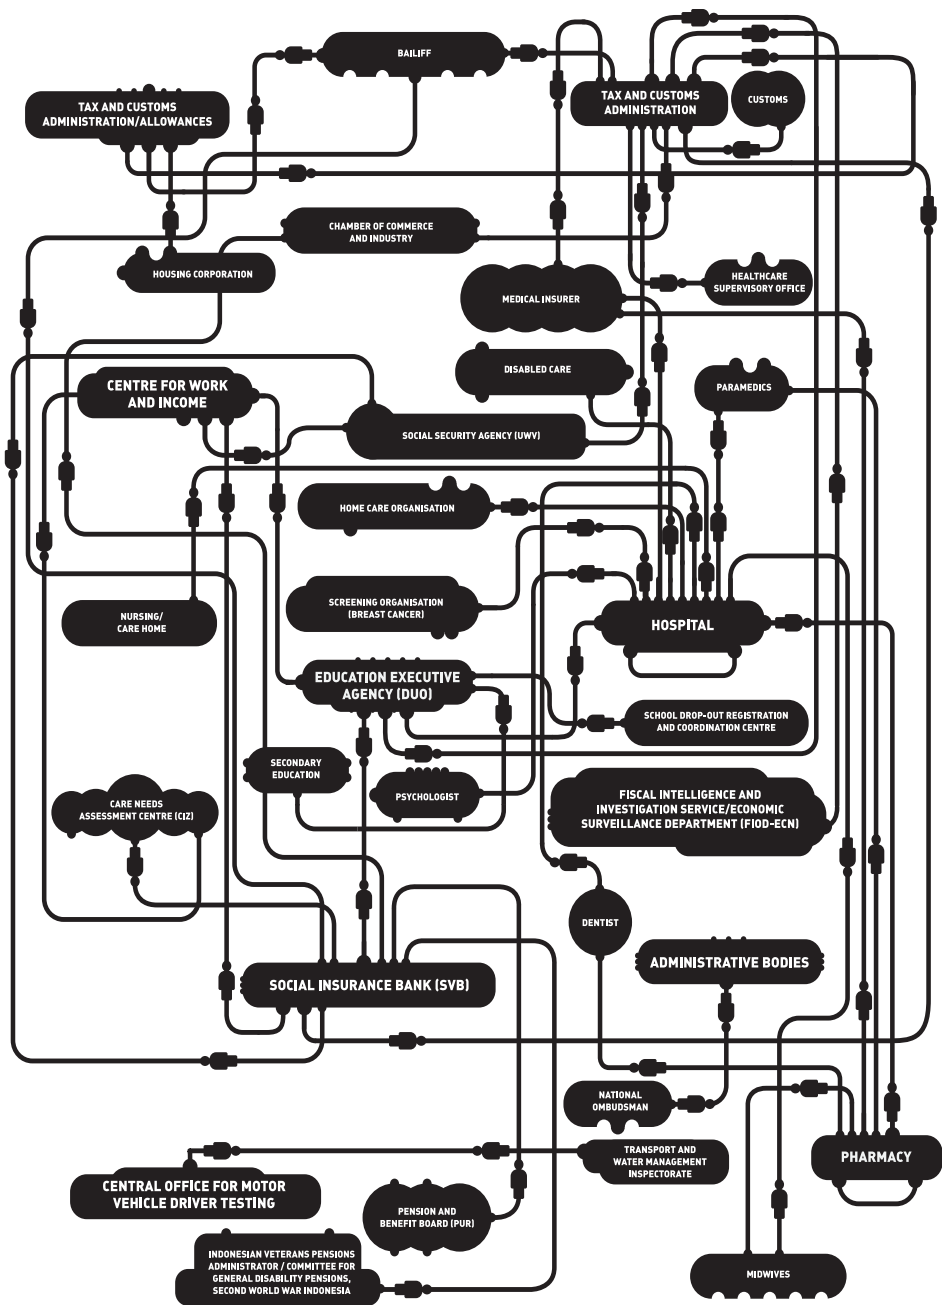 BAILIFF
TAX AND CUSTOMS
ADMINISTRATION/ALLOWANCES
TAX AND CUSTOMS
ADMINISTRATION
CUSTOMS
CHAMBER OF COMMERCE
AND INDUSTRY
HOUSING CORPORATION
HEALTHCARE
SUPERVISORY OFFICE
MEDICAL INSURER
DISABLED CARE
CENTRE FOR WORK
AND INCOME
PARAMEDICS
SOCIAL SECURITY AGENCY (UWV)
HOME CARE ORGANISATION
NURSING/
CARE HOME
SCREENING ORGANISATION
(BREAST CANCER)
HOSPITAL
EDUCATION EXECUTIVE
AGENCY (DUO)
SCHOOL DROP-OUT REGISTRATION
AND COORDINATION CENTRE
SECONDARY
EDUCATION
PSYCHOLOGIST
FISCAL INTELLIGENCE AND
INVESTIGATION SERVICE/ECONOMIC
SURVEILLANCE DEPARTMENT (FIOD-ECN)
CARE NEEDS
ASSESSMENT CENTRE (CIZ)
DENTIST
ADMINISTRATIVE BODIES
SOCIAL INSURANCE BANK (SVB)
NATIONAL
OMBUDSMAN
TRANSPORT AND
WATER MANAGEMENT
INSPECTORATE
PHARMACY
CENTRAL OFFICE FOR MOTOR
VEHICLE DRIVER TESTING
PENSION AND
BENEFIT BOARD (PUR)
INDONESIAN VETERANS PENSIONS
ADMINISTRATOR / COMMITTEE FOR
GENERAL DISABILITY PENSIONS,
SECOND WORLD WAR INDONESIA
MIDWIVES